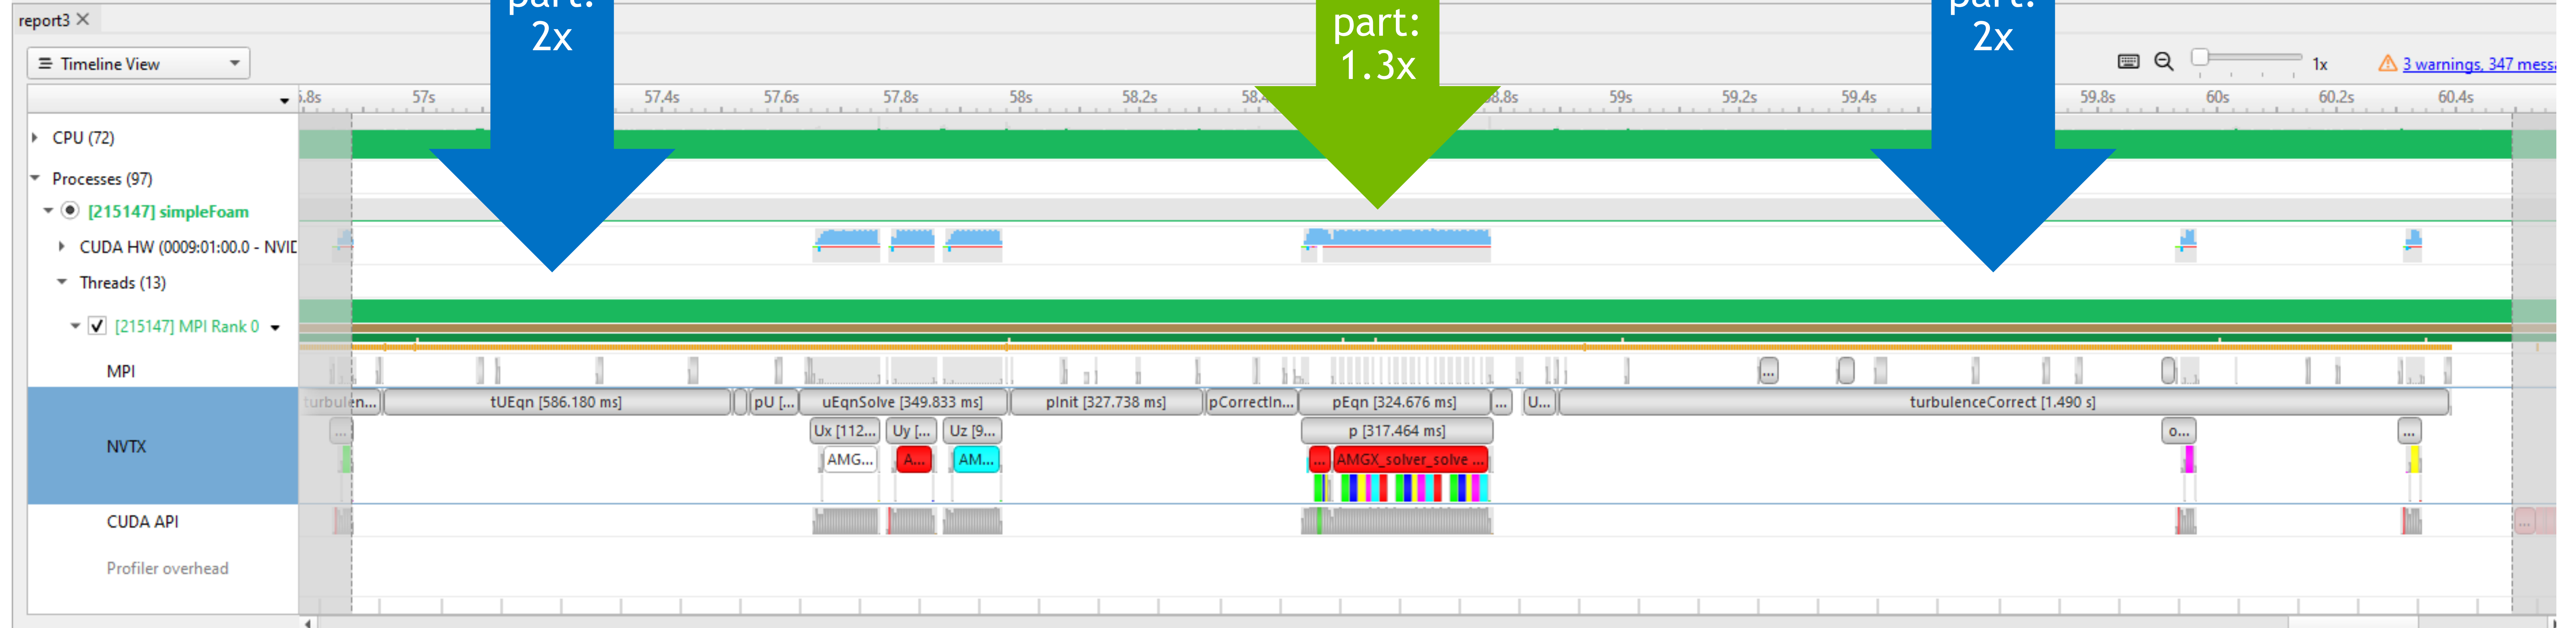 report3
part:
2x
part:
1.3x
part:
2x
Timeline View
1x
3 warnings, 347 messa
5.8s 57s 57.4s 57.6s 57.8s 58s 58.2s 58.4 58.8s 59s 59.2s 59.4s 59.8s 60s 60.2s 60.4s
CPU (72)
Processes (97)
[215147] simpleFoam
CUDA HW (0009:01:00.0 - NVID
Threads (13)
[215147] MPI Rank 0
MPI
...
NVTX
turbulen... tUEqn [586.180 ms] pU [... uEqnSolve [349.833 ms] pInit [327.738 ms] pCorrectIn... pEqn [324.676 ms] ... U... turbulenceCorrect [1.490 s]
... Ux [112... Uy [... Uz [9... p [317.464 ms] o... ...
AMG... A... AM... ... AMGX_solver_solve ...
CUDA API
...
Profiler overhead